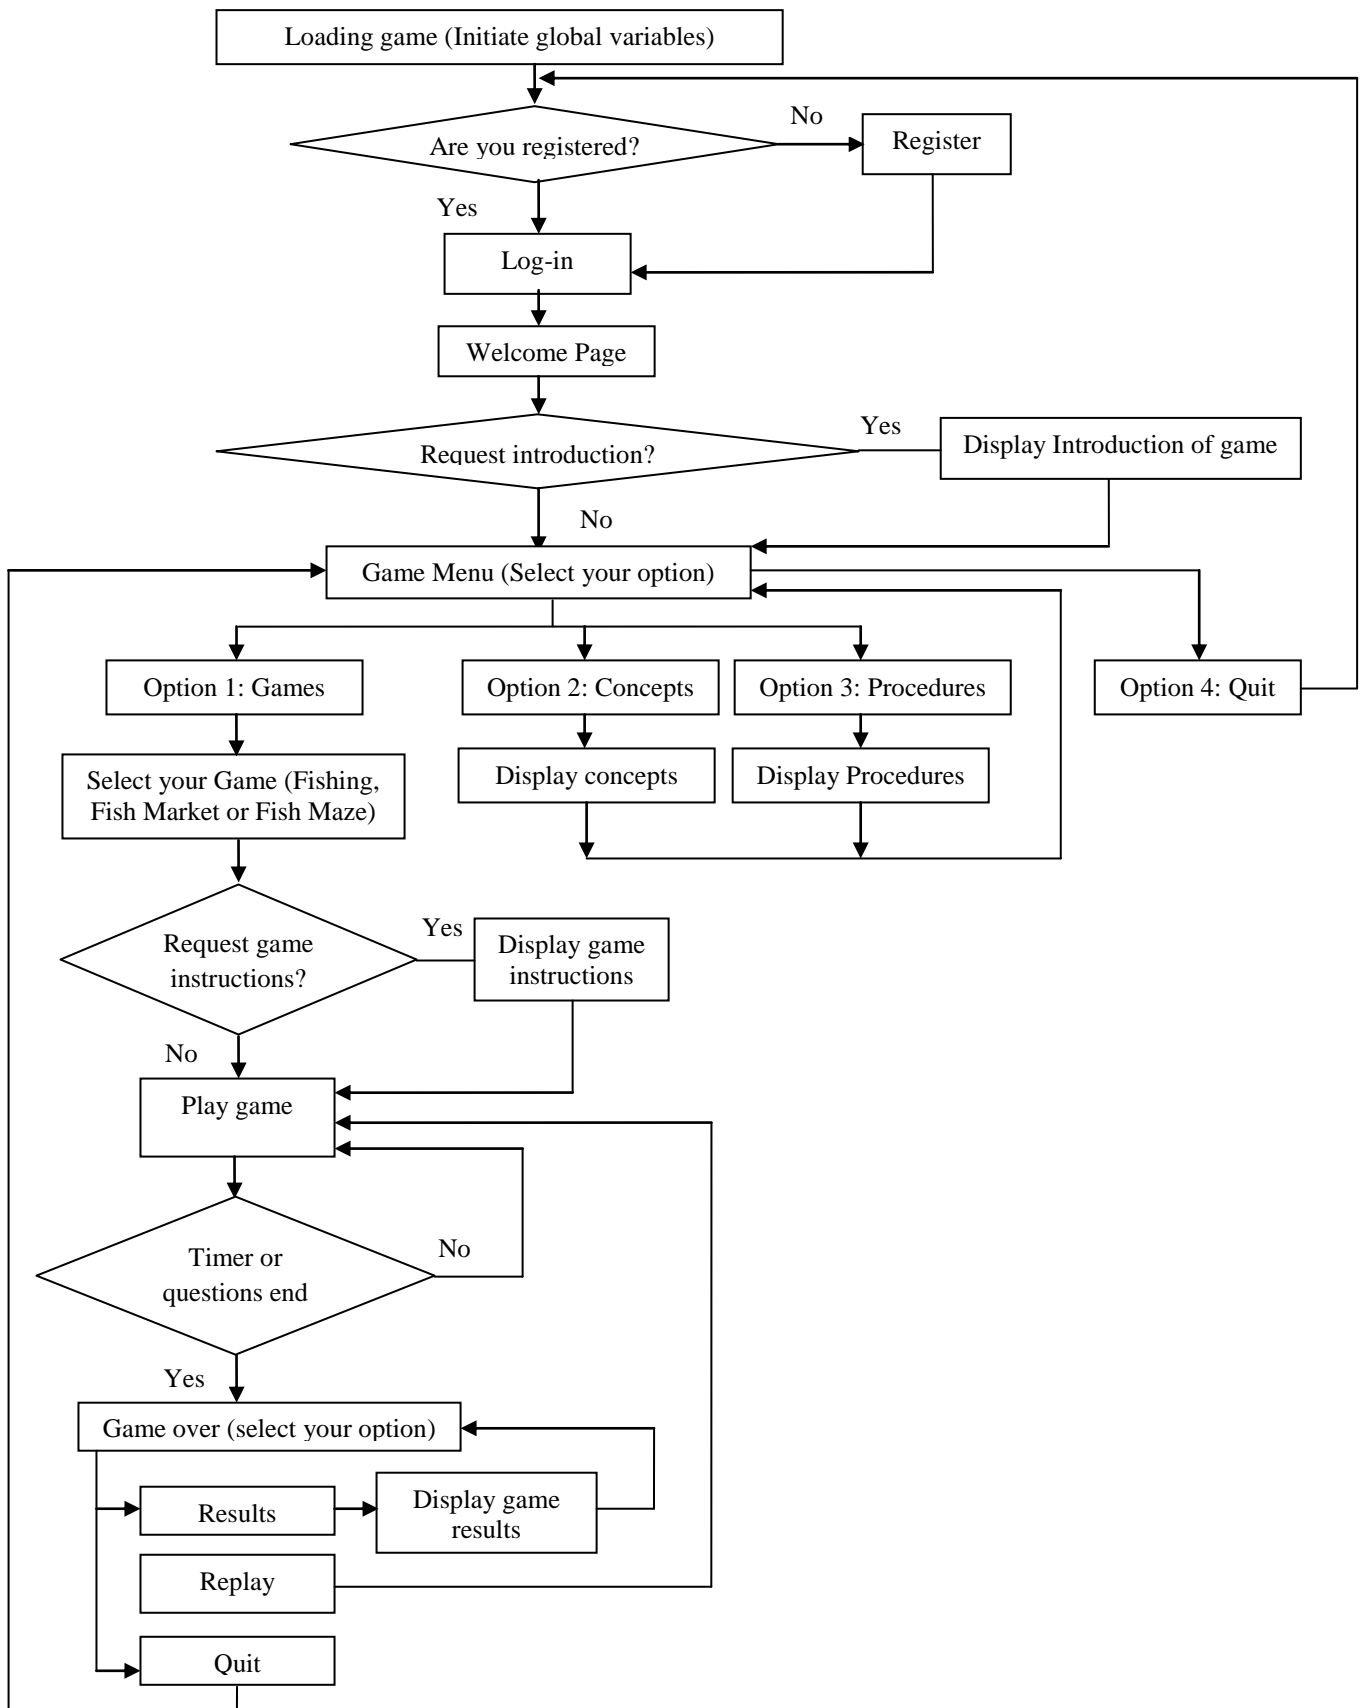 Loading game (Initiate global variables)
No
Are you registered?
Register
Yes
Log-in
Welcome Page
Yes
Request introduction?
Display Introduction of game
No
Game Menu (Select your option)
Option 1: Games
Option 2: Concepts
Option 3: Procedures
Option 4: Quit
Select your Game (Fishing,
Fish Market or Fish Maze)
Display concepts
Display Procedures
Request game
instructions?
Yes
Display game
instructions
No
Play game
Timer or
questions end
No
Yes
Game over (select your option)
Results
Display game
results
Replay
Quit